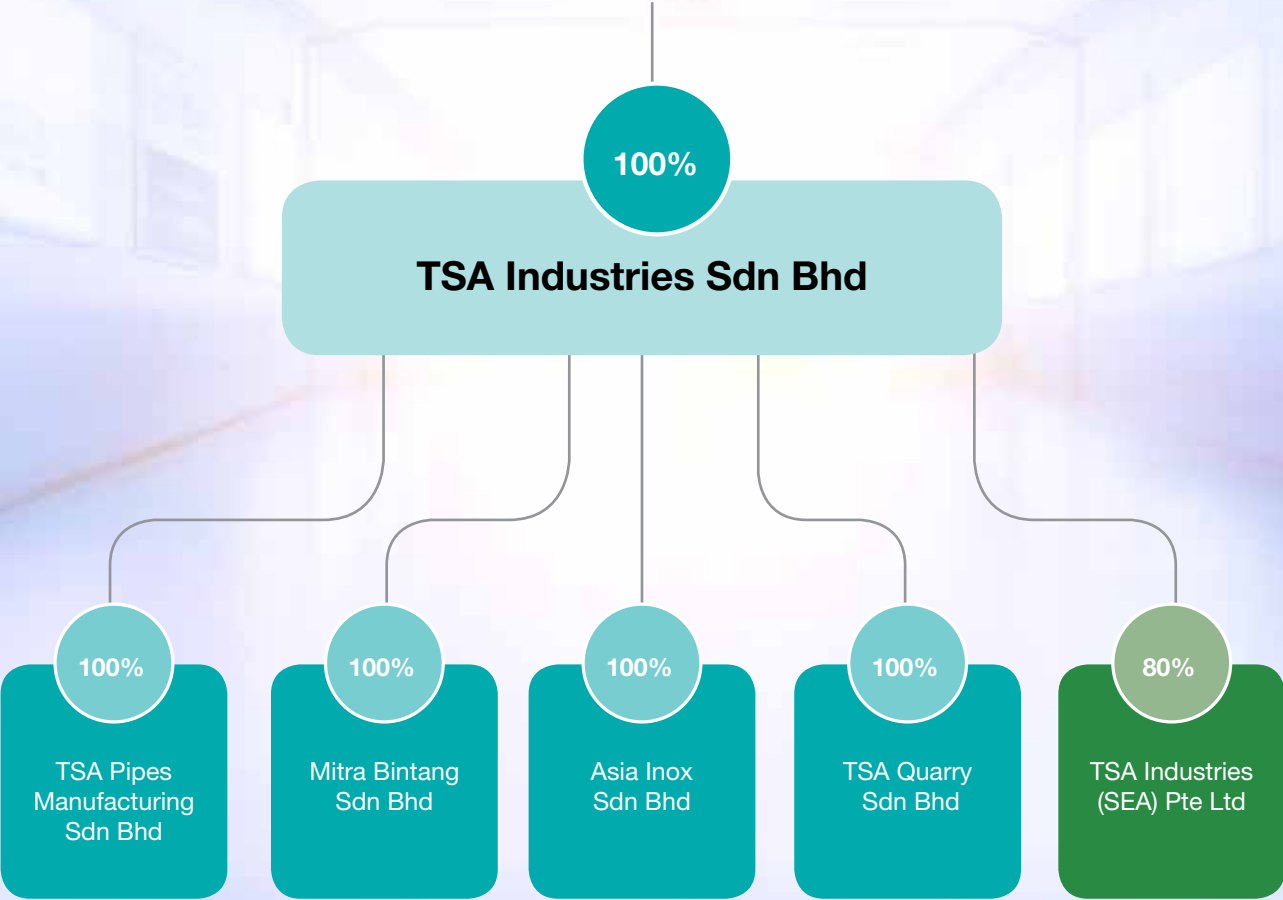 100%
TSA Industries Sdn Bhd
100%
TSA Pipes
Manufacturing
Sdn Bhd
100%
Mitra Bintang
Sdn Bhd
100%
Asia Inox
Sdn Bhd
100%
TSA Quarry
Sdn Bhd
80%
TSA Industries
(SEA) Pte Ltd